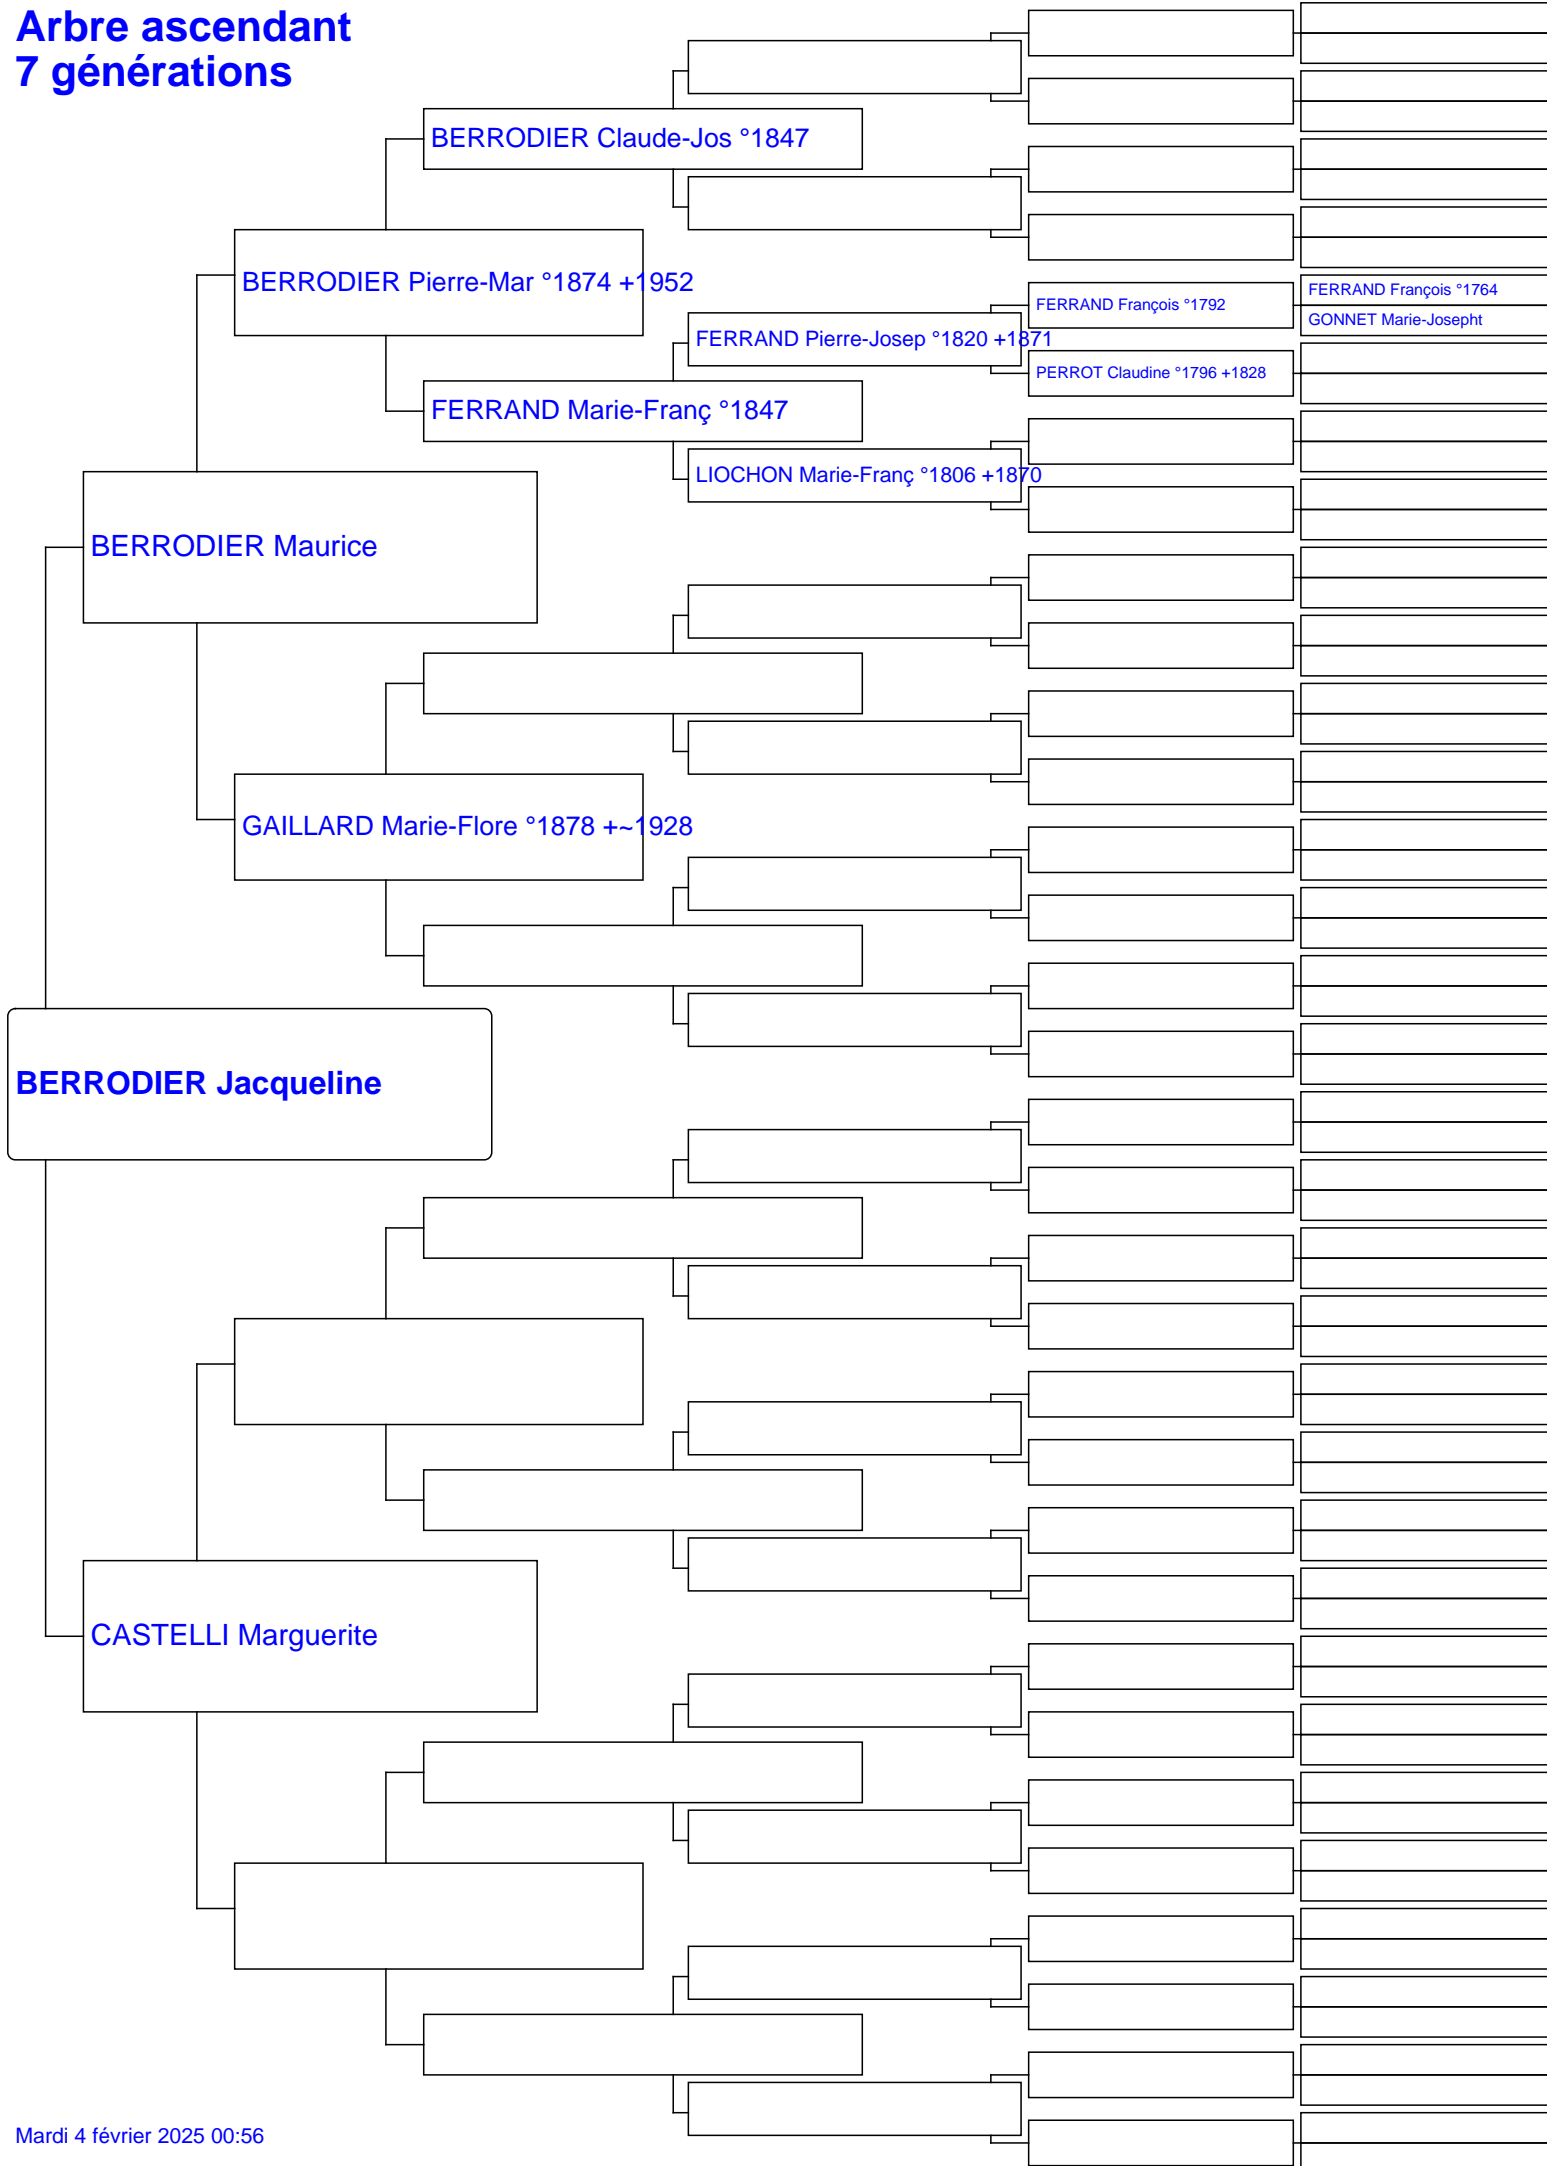 Arbre ascendant
7 générations
BERRODIER Claude-Jos °1847
BERRODIER Pierre-Mar °1874 +1952
FERRAND François °1764
FERRAND François °1792
GONNET Marie-Josepht
FERRAND Pierre-Josep °1820 +1871
PERROT Claudine °1796 +1828
FERRAND Marie-Franç °1847
LIOCHON Marie-Franç °1806 +1870
BERRODIER Maurice
GAILLARD Marie-Flore °1878 +~1928
BERRODIER Jacqueline
CASTELLI Marguerite
Mardi 4 février 2025 00:56